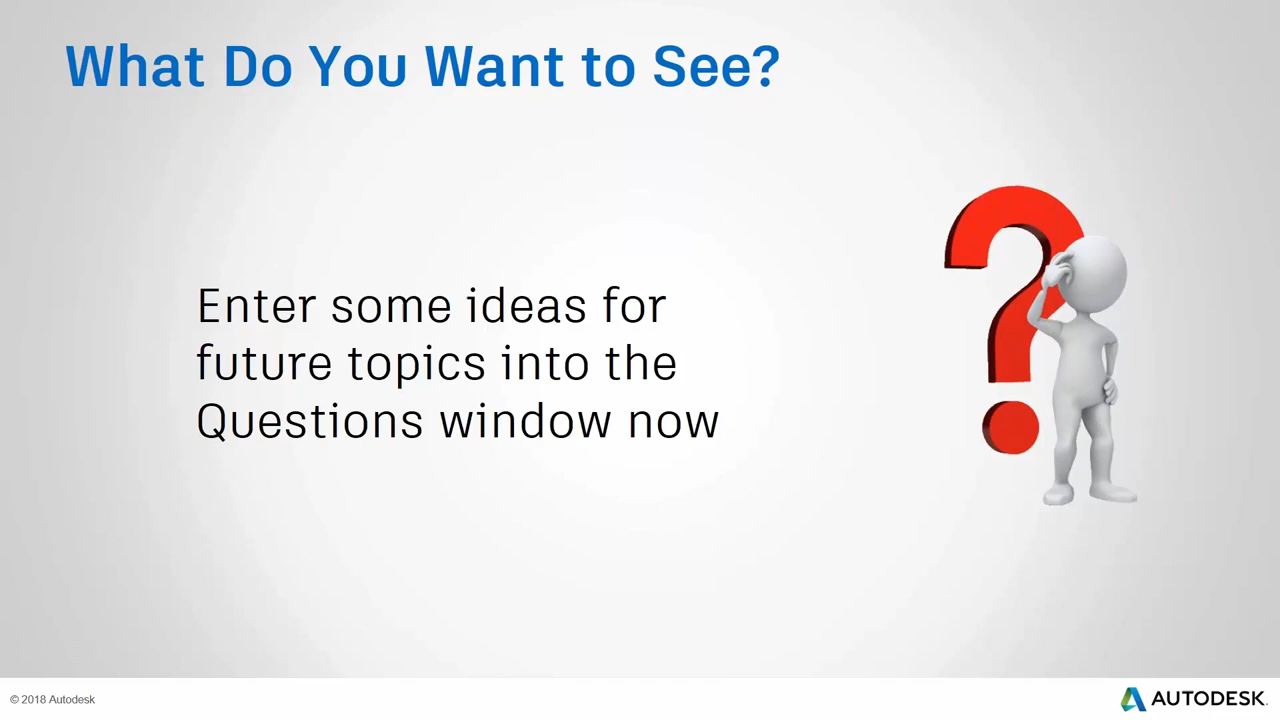 What Do You Want to See?
Enter some ideas for
future topics into the
Questions window now
© 2018 Autodesk
AUTODESK.